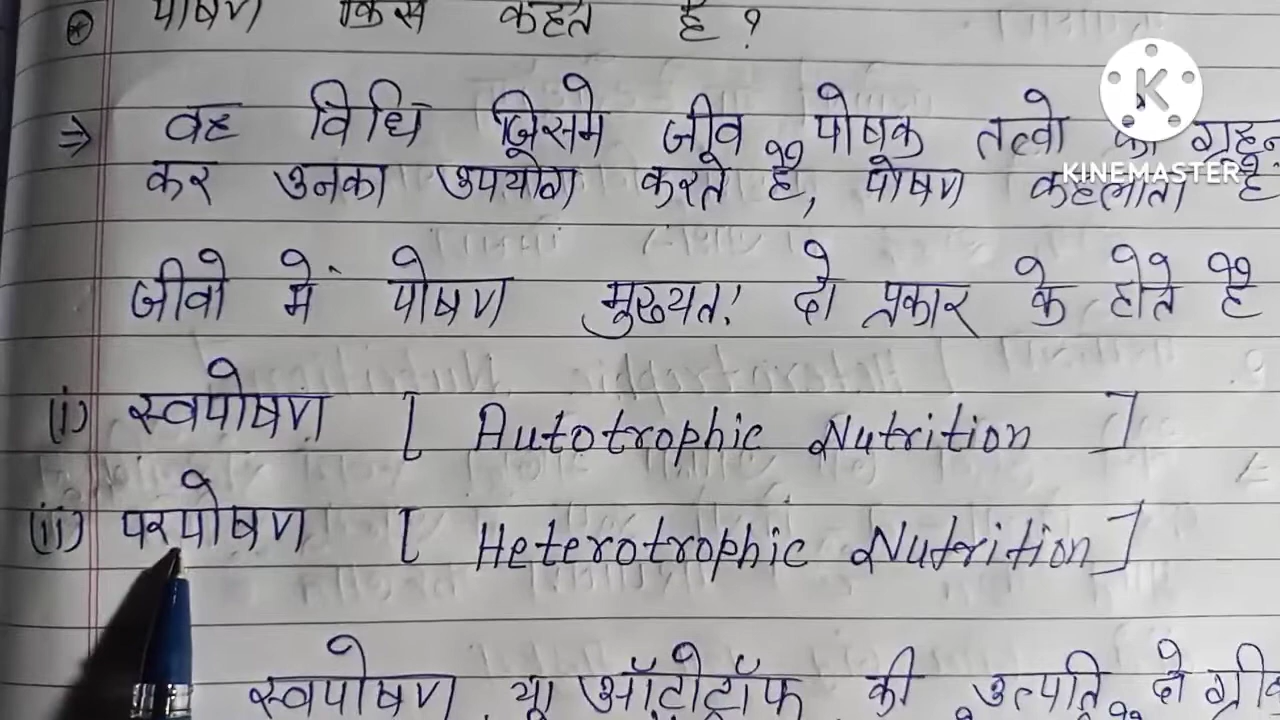 पोषण किसे कहते है ?
⇒ वह विधि जिसमे जीव पोषक तत्वो को ग्रहन
कर उनका उपयोग करते है, पोषण कहलाता है
जीवो में पोषण मुख्यत: दो प्रकार के होते है
(i) स्वपोषण [ Autotrophic Nutrition ]
(ii) परपोषण [ Heterotrophic Nutrition ]
स्वपोषण या ऑटोट्रॉफ की उत्पति दो ग्रीक
K
KINEMASTER